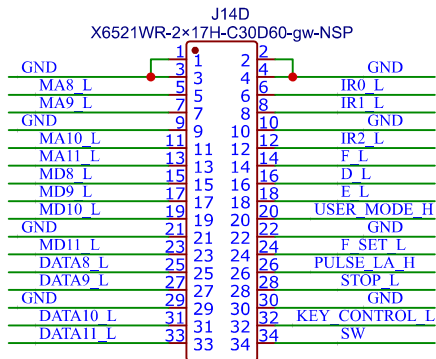 J14D
X6521WR-2×17H-C30D60-gw-NSP
1 1 2 2
GND 3 3 4 4 GND
MA8_L 5 5 6 6 IR0_L
MA9_L 7 7 8 8 IR1_L
GND 9 9 10 10 GND
MA10_L 11 11 12 12 IR2_L
MA11_L 13 13 14 14 F_L
MD8_L 15 15 16 16 D_L
MD9_L 17 17 18 18 E_L
MD10_L 19 19 20 20 USER_MODE_H
GND 21 21 22 22 GND
MD11_L 23 23 24 24 F_SET_L
DATA8_L 25 25 26 26 PULSE_LA_H
DATA9_L 27 27 28 28 STOP_L
GND 29 29 30 30 GND
DATA10_L 31 31 32 32 KEY_CONTROL_L
DATA11_L 33 33 34 34 SW